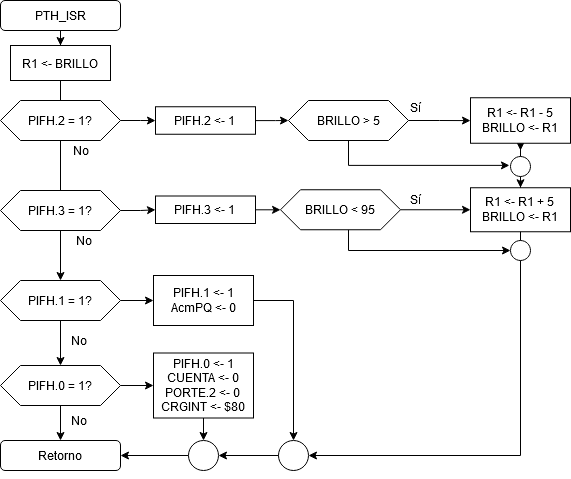 PTH_ISR
R1 <- BRILLO
PIFH.2 = 1?
PIFH.2 <- 1
BRILLO > 5
Sí
R1 <- R1 - 5
BRILLO <- R1
No
PIFH.3 = 1?
PIFH.3 <- 1
BRILLO < 95
Sí
R1 <- R1 + 5
BRILLO <- R1
No
PIFH.1 = 1?
PIFH.1 <- 1
AcmPQ <- 0
No
PIFH.0 = 1?
PIFH.0 <- 1
CUENTA <- 0
PORTE.2 <- 0
CRGINT <- $80
No
Retorno